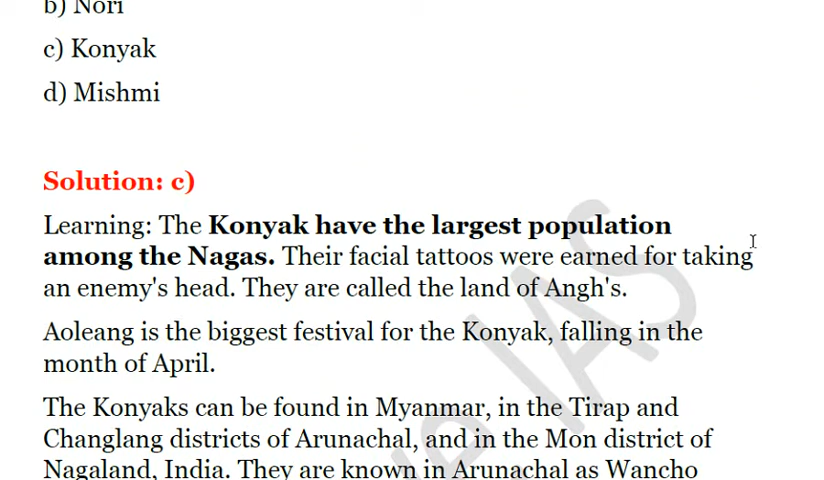 b) Nori
c) Konyak
d) Mishmi
Solution: c)
Learning: The Konyak have the largest population
among the Nagas. Their facial tattoos were earned for taking
an enemy's head. They are called the land of Angh's.
Aoleang is the biggest festival for the Konyak, falling in the
month of April.
The Konyaks can be found in Myanmar, in the Tirap and
Changlang districts of Arunachal, and in the Mon district of
Nagaland, India. They are known in Arunachal as Wancho
IAS